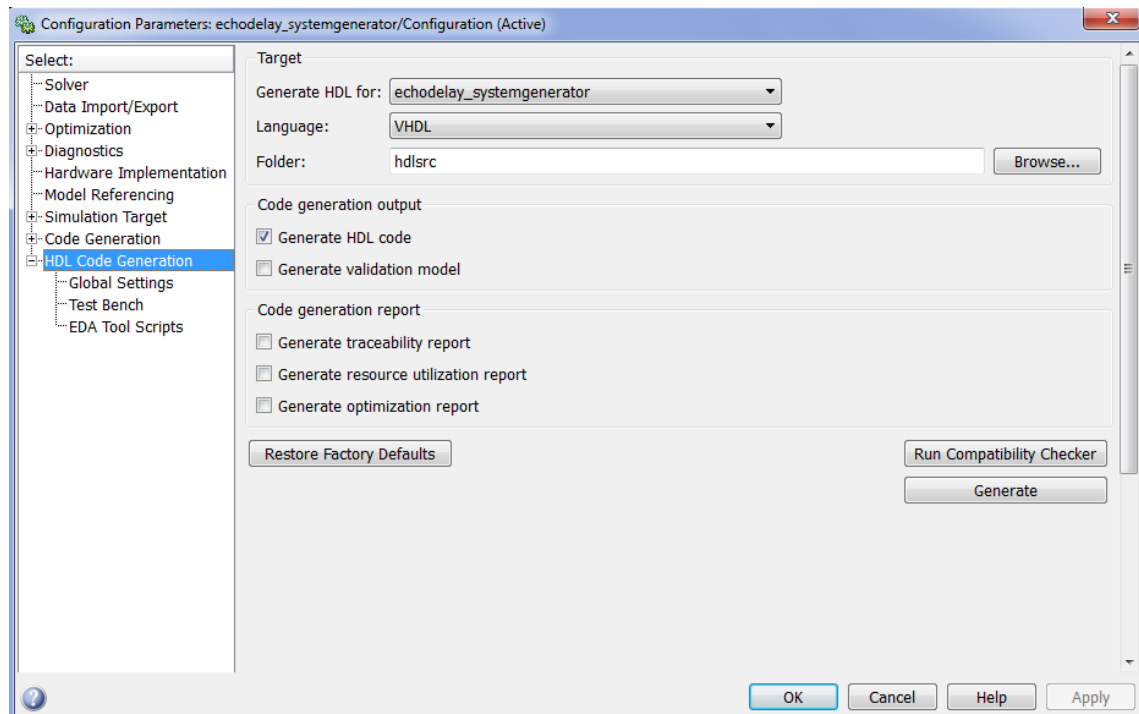 Configuration Parameters: echodelay_systemgenerator/Configuration (Active)
Select:
Solver
Data Import/Export
Optimization
Diagnostics
Hardware Implementation
Model Referencing
Simulation Target
Code Generation
HDL Code Generation
Global Settings
Test Bench
EDA Tool Scripts
Target
Generate HDL for: echodelay_systemgenerator
Language: VHDL
Folder: hdlsrc Browse...
Code generation output
Generate HDL code
Generate validation model
Code generation report
Generate traceability report
Generate resource utilization report
Generate optimization report
Restore Factory Defaults Run Compatibility Checker
Generate
OK Cancel Help Apply